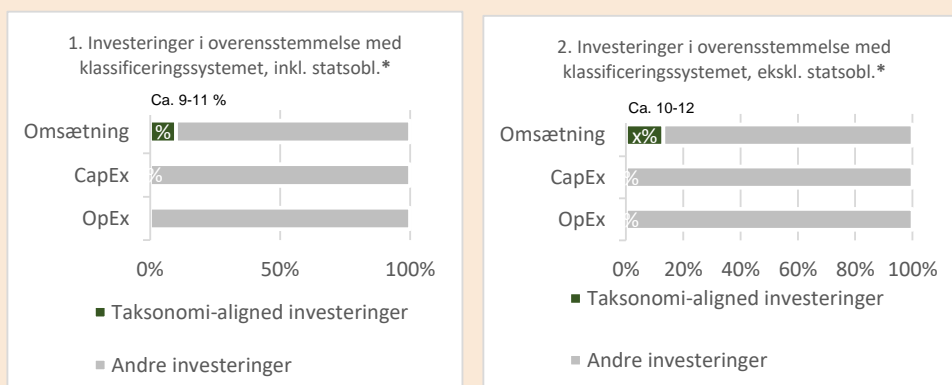 1. Investeringer i overensstemmelse med
klassificeringssystemet, inkl. statsobl.*
Ca. 9-11 %
Omsætning
%
CapEx
%
OpEx
0%
50%
100%
Taksonomi-aligned investeringer
Andre investeringer
2. Investeringer i overensstemmelse med
klassificeringssystemet, ekskl. statsobl.*
Ca. 10-12
Omsætning
x%
CapEx
%
OpEx
%
0%
20%
40%
60%
80%
100%
Taksonomi-aligned investeringer
Andre investeringer